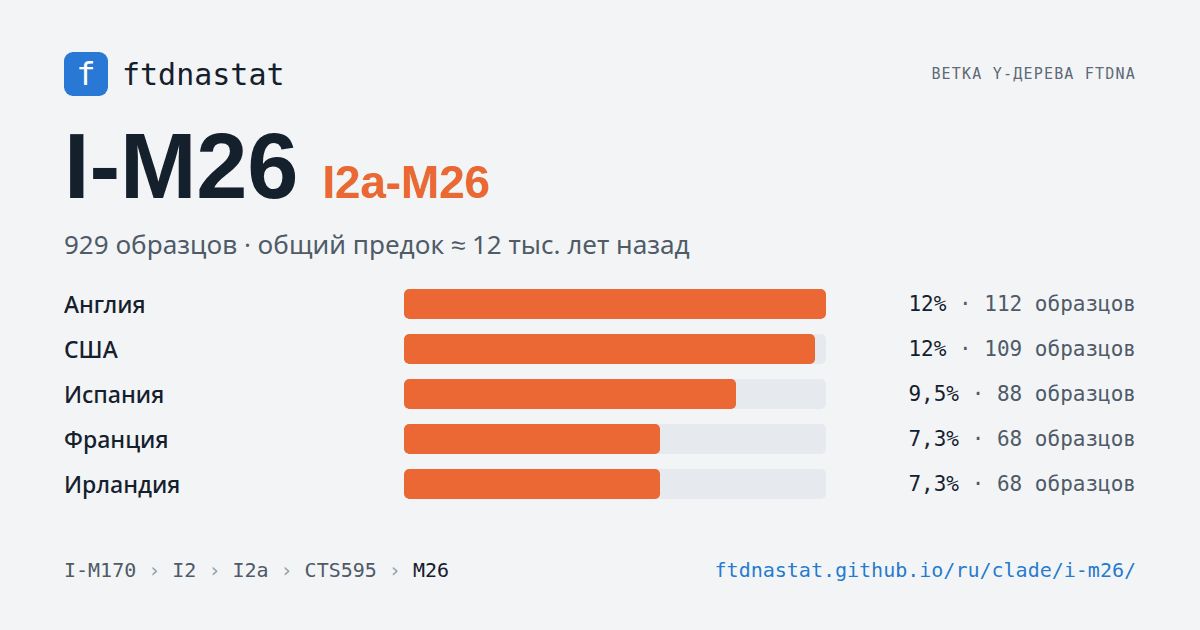 f ftdnastat
ВЕТКА Y-ДЕРЕВА FTDNA
I-M26 I2a-M26
929 образцов · общий предок ≈ 12 тыс. лет назад
Англия 12% · 112 образцов
США 12% · 109 образцов
Испания 9,5% · 88 образцов
Франция 7,3% · 68 образцов
Ирландия 7,3% · 68 образцов
I-M170 › I2 › I2a › CTS595 › M26
ftdnastat.github.io/ru/clade/i-m26/